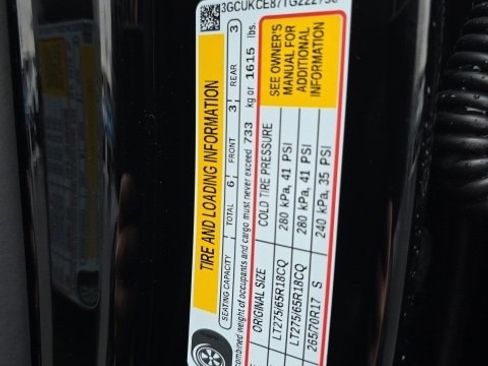 TIRE AND LOADING INFORMATION
SEATING CAPACITY TOTAL 6 FRONT 3 REAR 3
combined weight of occupants and cargo must never exceed 733 kg or 1615 lbs.
ORIGINAL SIZE COLD TIRE PRESSURE
LT275/65R18CQ 280 kPa, 41 PSI
LT275/65R18CQ 280 kPa, 41 PSI
265/70R17 S 240 kPa, 35 PSI
SEE OWNER'S
MANUAL FOR
ADDITIONAL
INFORMATION